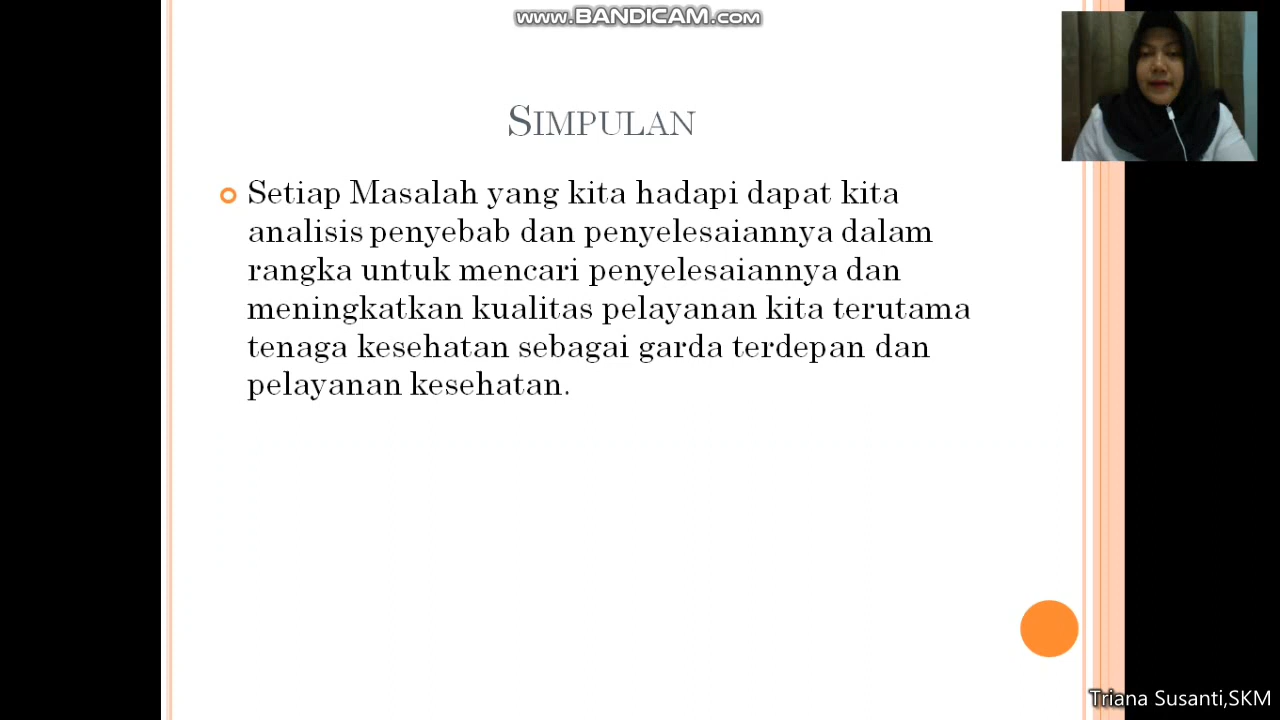 www.BANDICAM.com
Simpulan
Setiap Masalah yang kita hadapi dapat kita
analisis penyebab dan penyelesaiannya dalam
rangka untuk mencari penyelesaiannya dan
meningkatkan kualitas pelayanan kita terutama
tenaga kesehatan sebagai garda terdepan dan
pelayanan kesehatan.
Triana Susanti,SKM